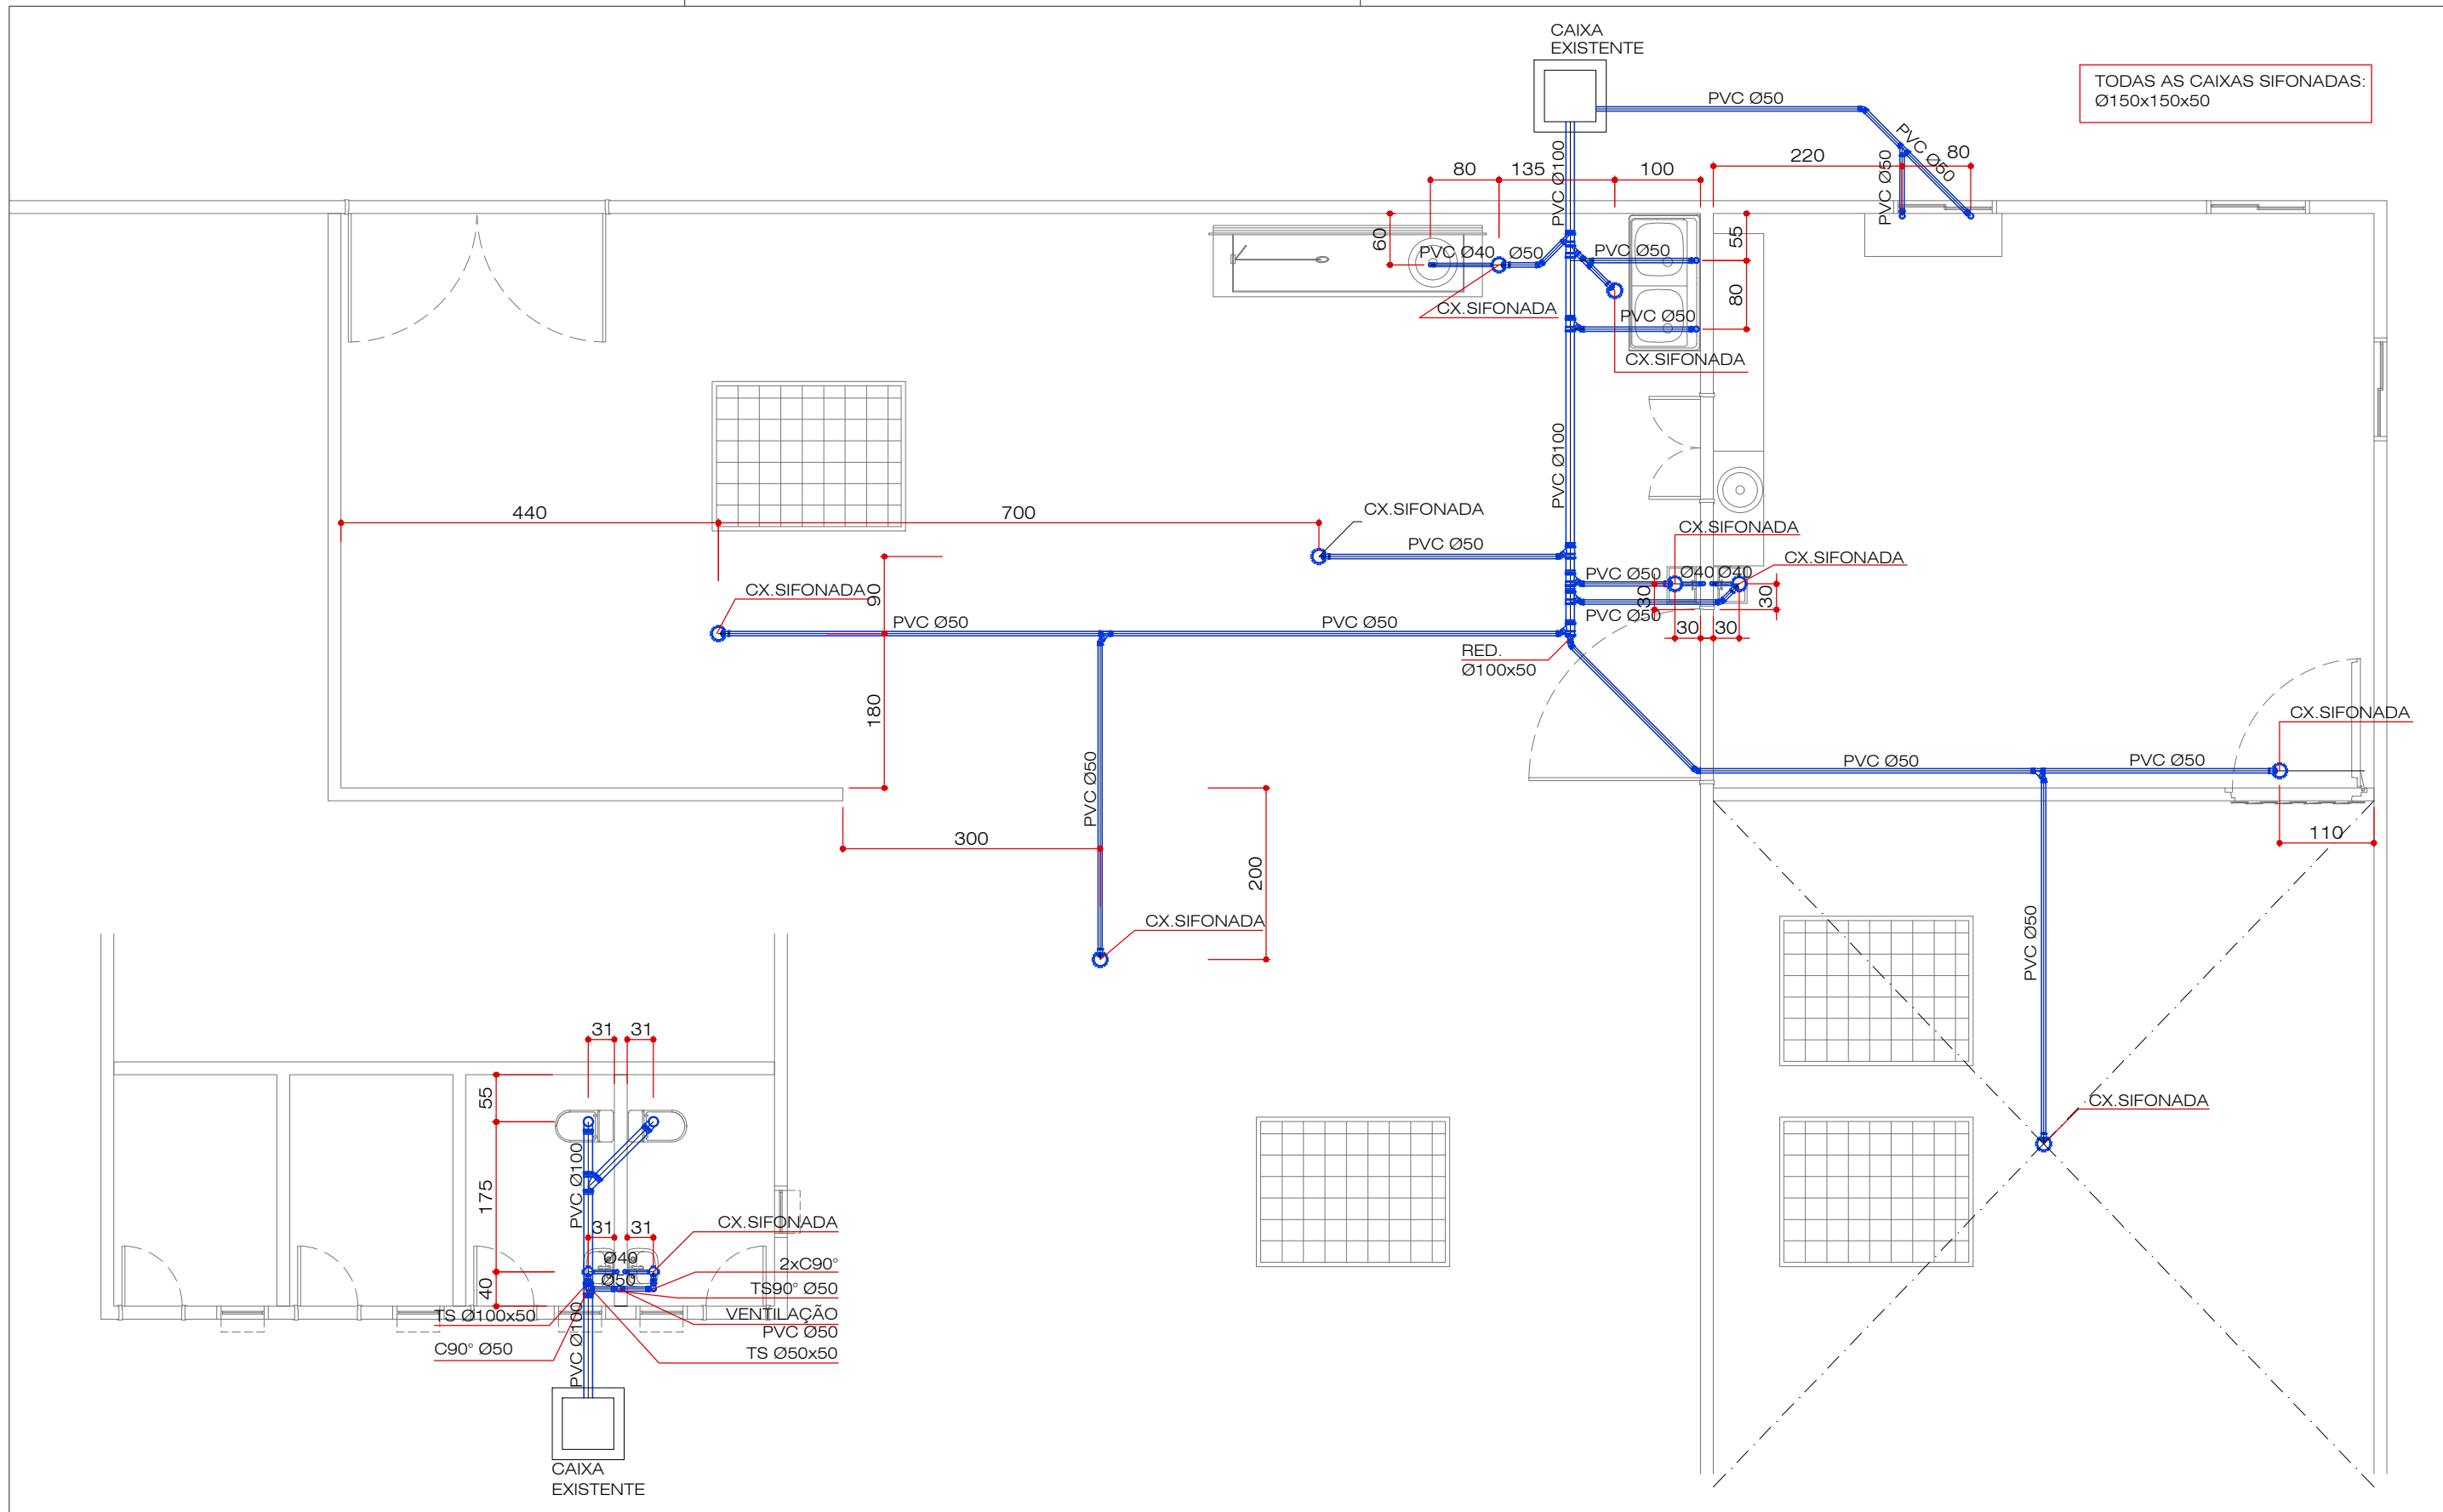 CAIXA
EXISTENTE
TODAS AS CAIXAS SIFONADAS:
Ø150x150x50
PVC Ø50
PVC Ø50
PVC Ø50
PVC Ø100
80
135
100
220
80
60
PVC Ø40
Ø50
PVC Ø50
55
CX.SIFONADA
80
PVC Ø50
CX.SIFONADA
PVC Ø100
440
700
CX.SIFONADA
CX.SIFONADA
PVC Ø50
CX.SIFONADA
PVC Ø50
Ø40
Ø40
CX.SIFONADA
90
30
30
PVC Ø50
PVC Ø50
PVC Ø50
30
30
RED.
Ø100x50
180
CX.SIFONADA
PVC Ø50
PVC Ø50
PVC Ø50
300
110
200
CX.SIFONADA
PVC Ø50
31
31
55
CX.SIFONADA
PVC Ø100
175
CX.SIFONADA
31
31
Ø40
2xC90°
Ø50
40
TS90° Ø50
TS Ø100x50
VENTILAÇÃO
PVC Ø50
PVC Ø100
C90° Ø50
TS Ø50x50
CAIXA
EXISTENTE